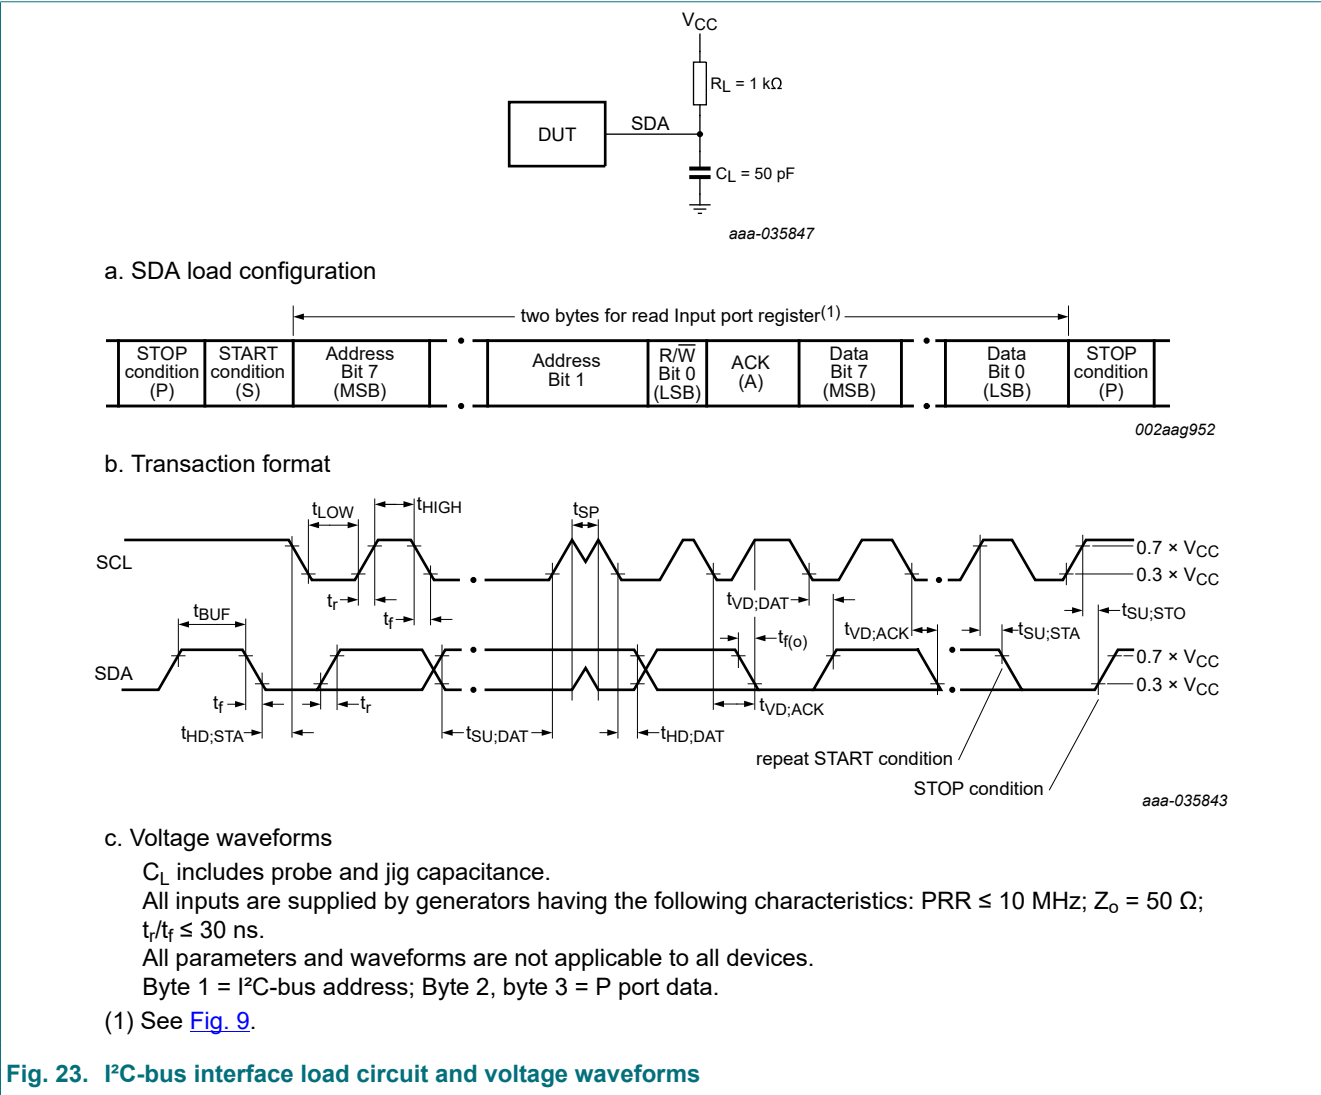 VCC
RL = 1 kΩ
DUT
SDA
CL = 50 pF
aaa-035847
a. SDA load configuration
two bytes for read Input port register(1)
STOP condition (P)
START condition (S)
Address Bit 7 (MSB)
Address Bit 1
R/W̅ Bit 0 (LSB)
ACK (A)
Data Bit 7 (MSB)
Data Bit 0 (LSB)
STOP condition (P)
002aag952
b. Transaction format
tLOW
tHIGH
tSP
SCL
0.7 × VCC
0.3 × VCC
tr
tf
tBUF
tVD;DAT
tf(o)
tVD;ACK
tSU;STA
tSU;STO
SDA
0.7 × VCC
0.3 × VCC
tf
tr
tHD;STA
tSU;DAT
tHD;DAT
tVD;ACK
repeat START condition
STOP condition
aaa-035843
c. Voltage waveforms
CL includes probe and jig capacitance.
All inputs are supplied by generators having the following characteristics: PRR ≤ 10 MHz; Zo = 50 Ω;
tr/tf ≤ 30 ns.
All parameters and waveforms are not applicable to all devices.
Byte 1 = I²C-bus address; Byte 2, byte 3 = P port data.
(1) See Fig. 9.
Fig. 23. I²C-bus interface load circuit and voltage waveforms